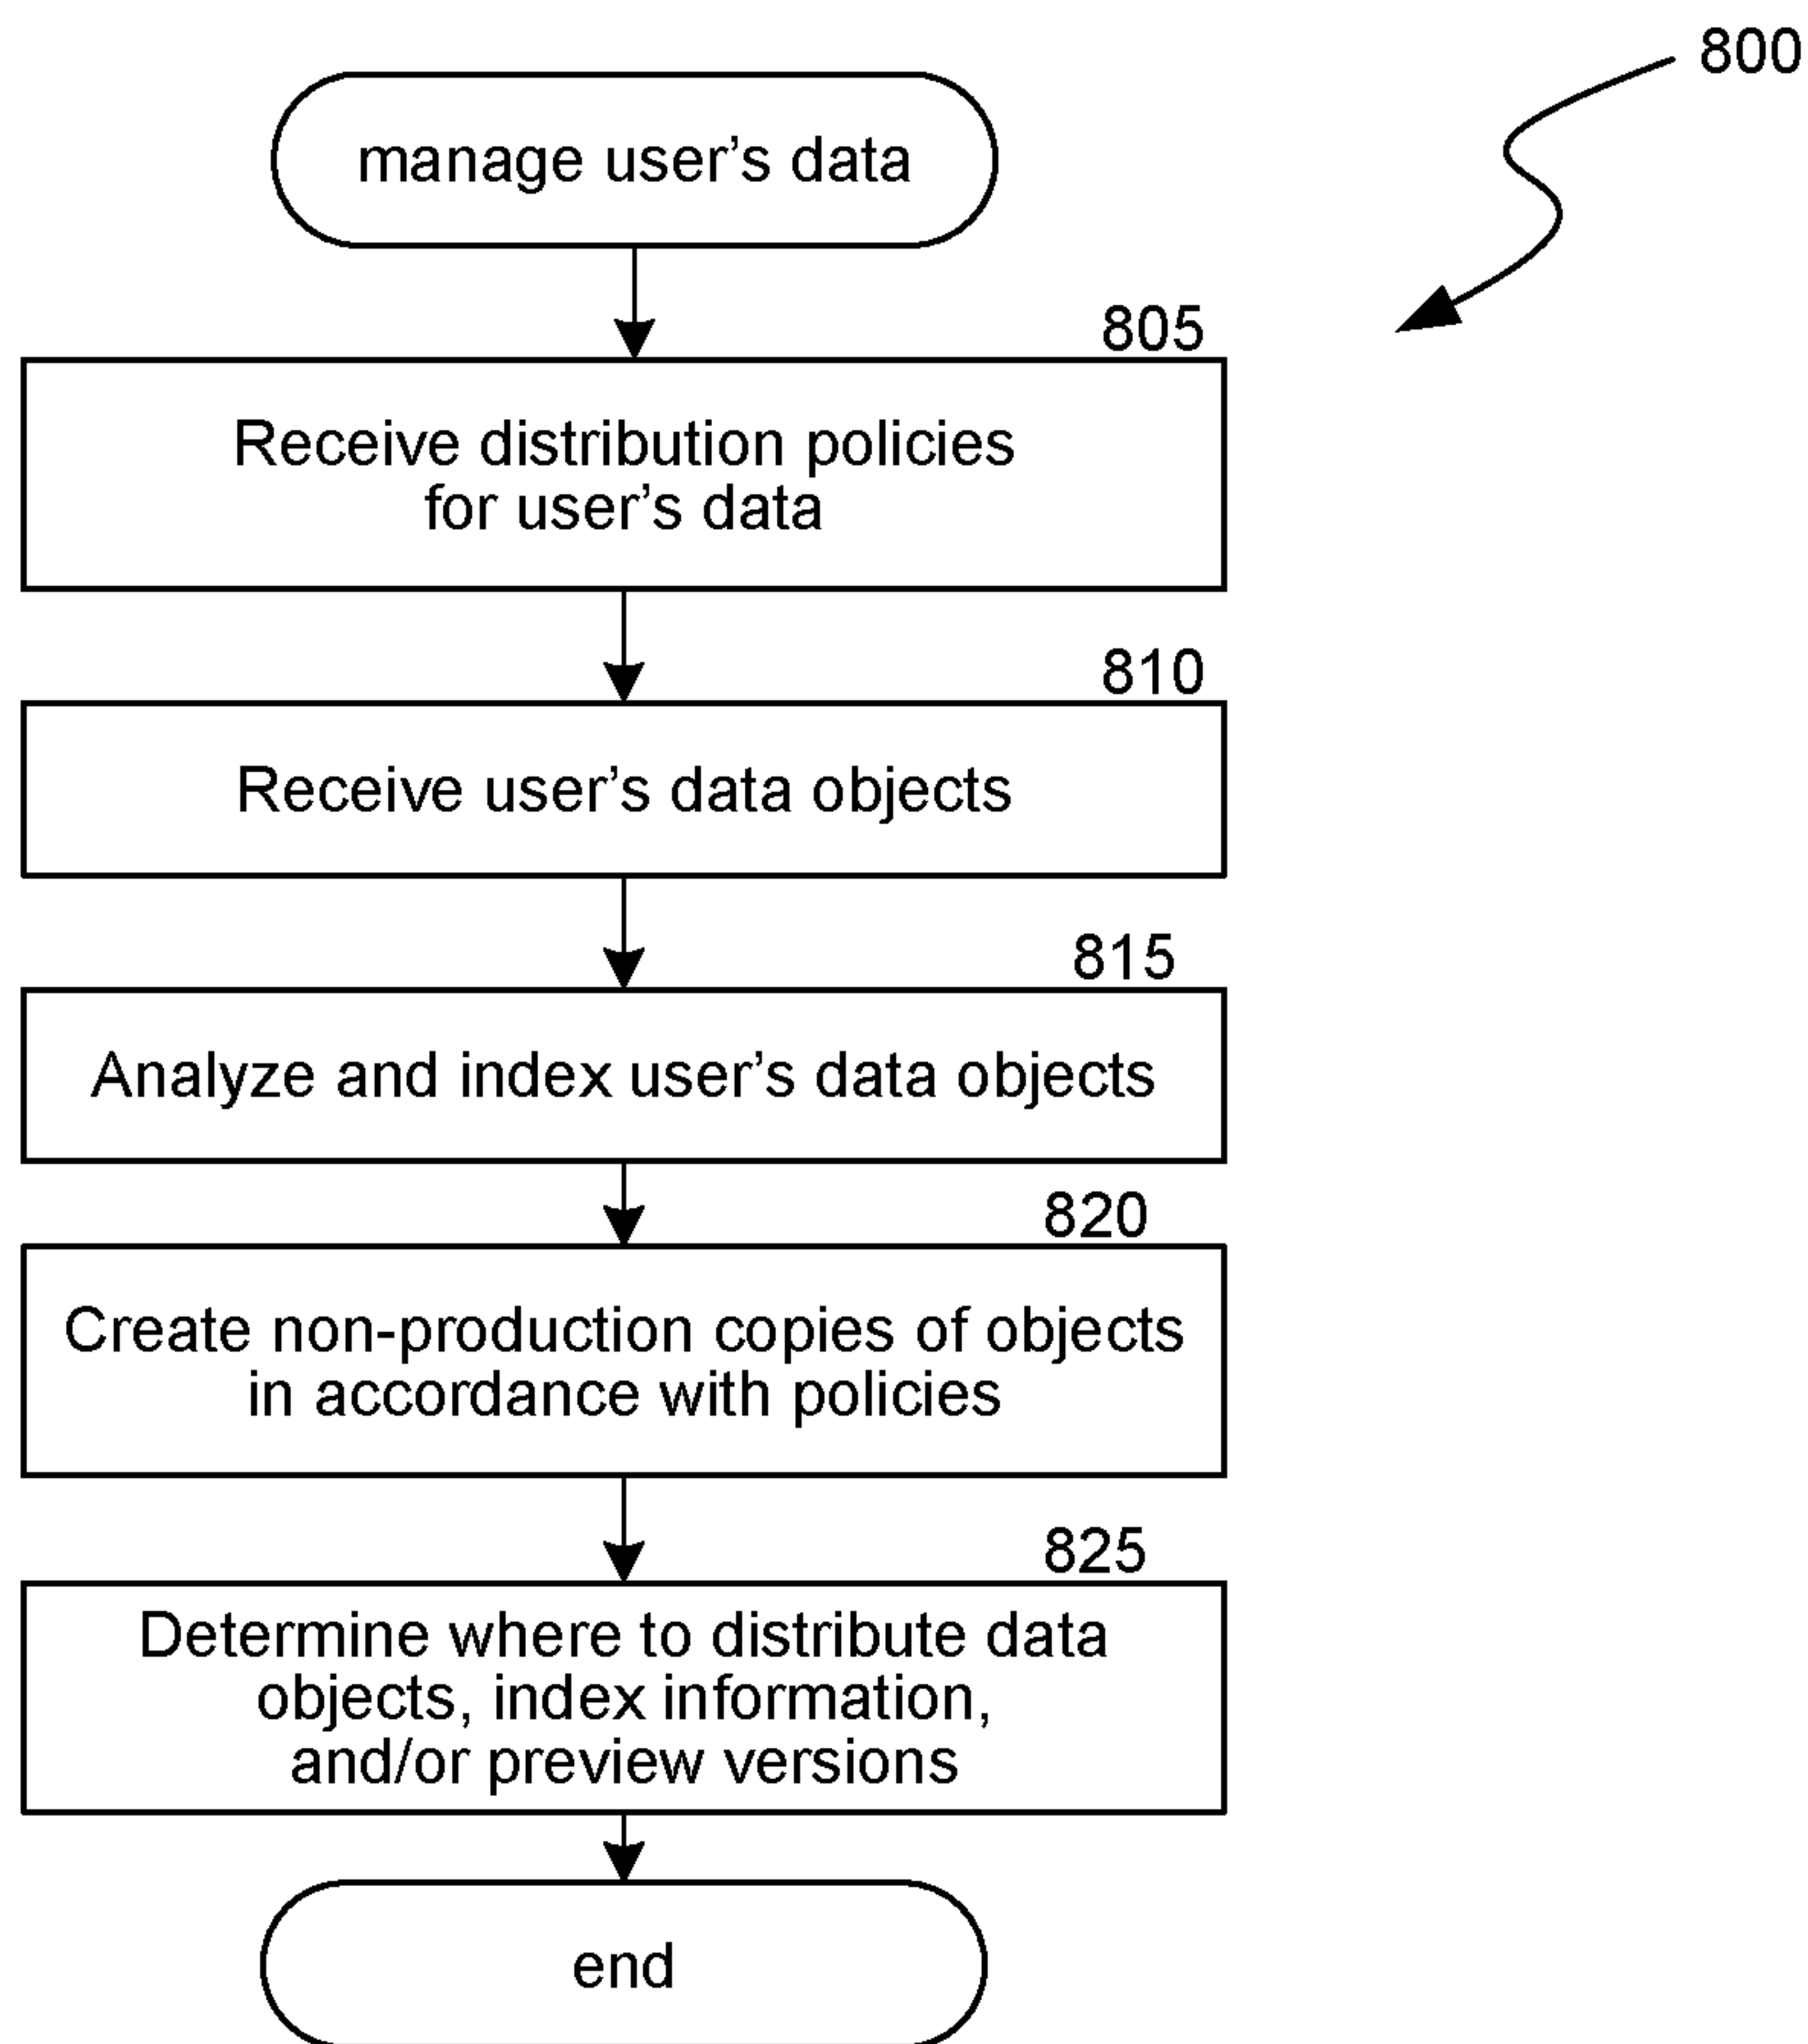 800
manage user's data
805
Receive distribution policies
for user's data
810
Receive user's data objects
815
Analyze and index user's data objects
820
Create non-production copies of objects
in accordance with policies
825
Determine where to distribute data
objects, index information,
and/or preview versions
end